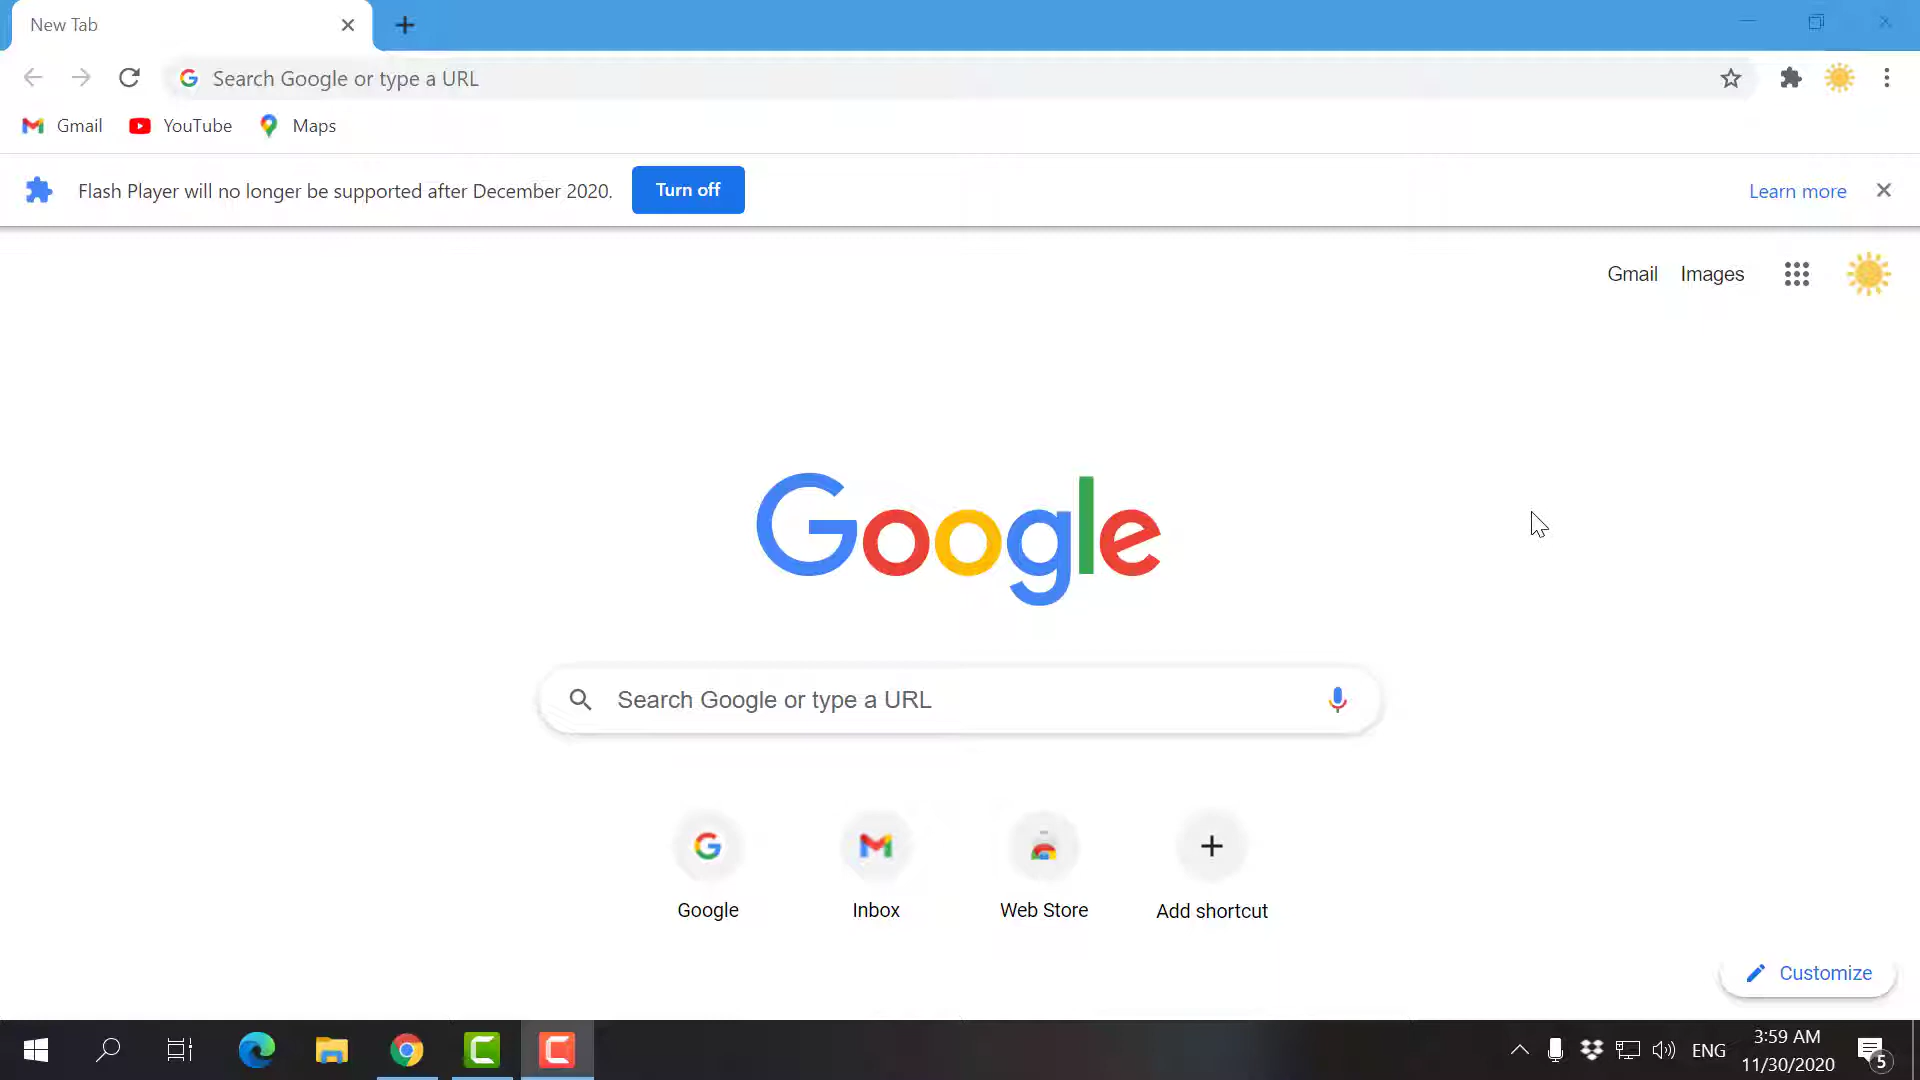 New Tab
Search Google or type a URL
Gmail YouTube Maps
Flash Player will no longer be supported after December 2020. Turn off Learn more
Gmail Images
Google
Search Google or type a URL
Google Inbox Web Store Add shortcut
Customize
ENG 3:59 AM
11/30/2020 5